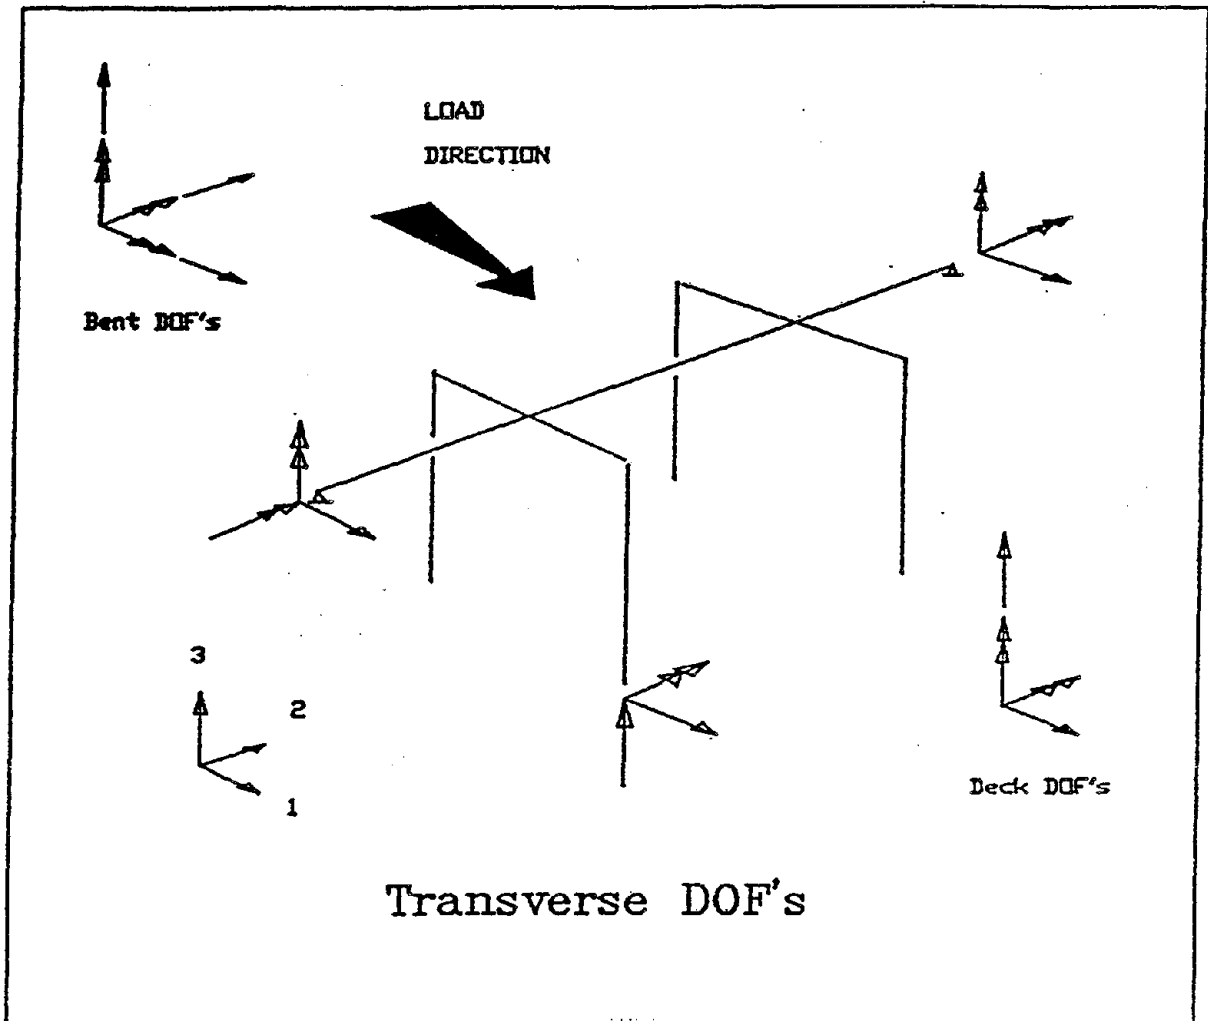 LOAD
DIRECTION
Bent DOF's
3
2
1
Deck DOF's
Transverse DOF's